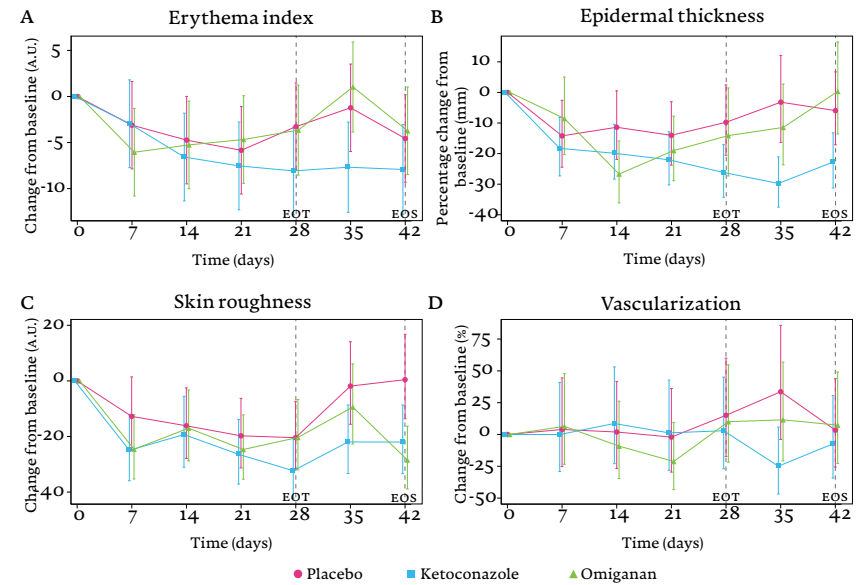 A Erythema index
Change from baseline (A.U.)
5
0
-5
-10
EOT EOS
0 7 14 21 28 35 42
Time (days)
B Epidermal thickness
Percentage change from
baseline (mm)
10
0
-10
-20
-30
-40
EOT EOS
0 7 14 21 28 35 42
Time (days)
C Skin roughness
Change from baseline (A.U.)
20
0
-20
-40
EOT EOS
0 7 14 21 28 35 42
Time (days)
D Vascularization
Change from baseline (%)
75
50
25
0
-25
-50
EOT EOS
0 7 14 21 28 35 42
Time (days)
Placebo Ketoconazole Omiganan